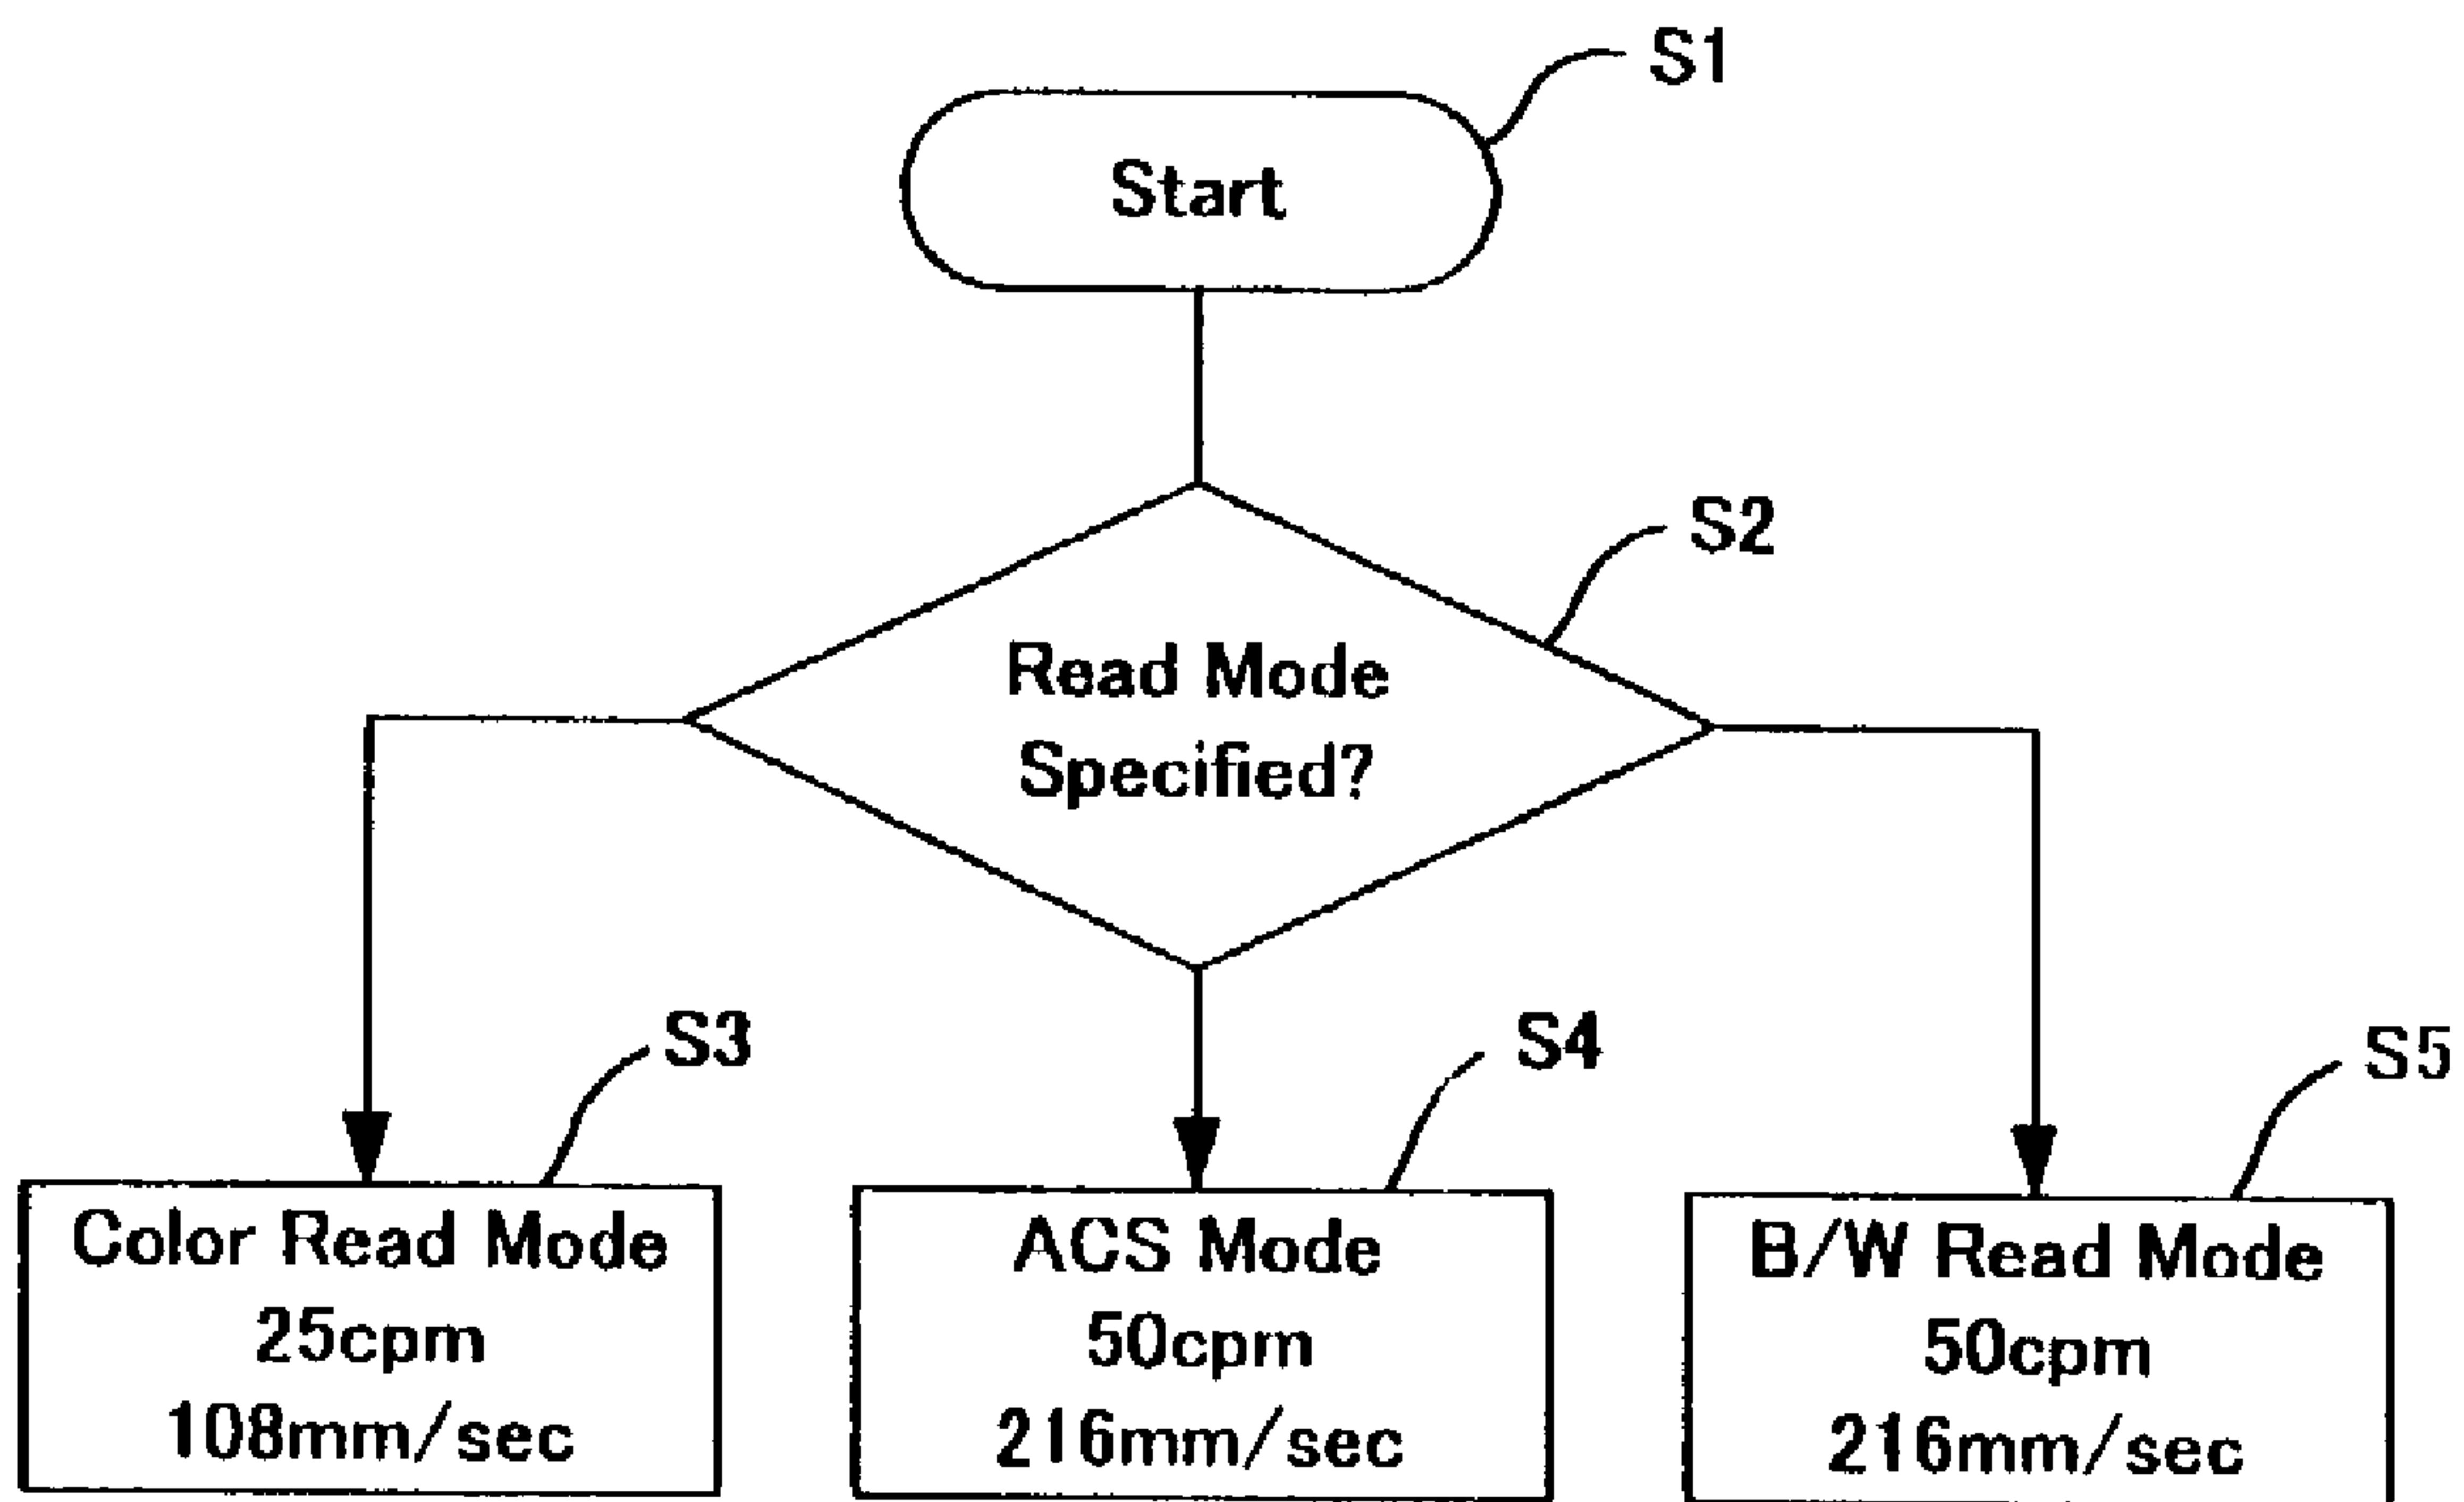 S1
Start
S2
Read Mode
Specified?
S3
S4
S5
Color Read Mode
25cpm
108mm/sec
ACS Mode
50cpm
216mm/sec
B/W Read Mode
50cpm
216mm/sec